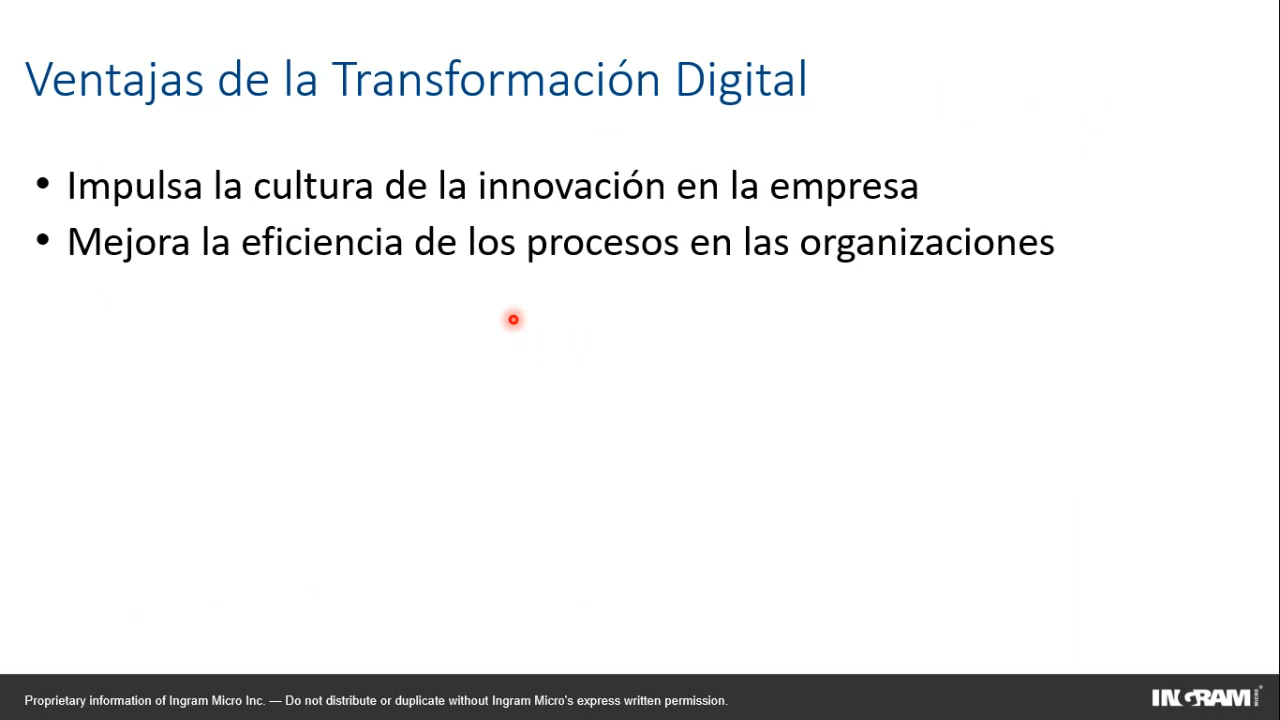 Ventajas de la Transformación Digital
• Impulsa la cultura de la innovación en la empresa
• Mejora la eficiencia de los procesos en las organizaciones
Proprietary information of Ingram Micro Inc. — Do not distribute or duplicate without Ingram Micro's express written permission.
INGRAM MICRO®